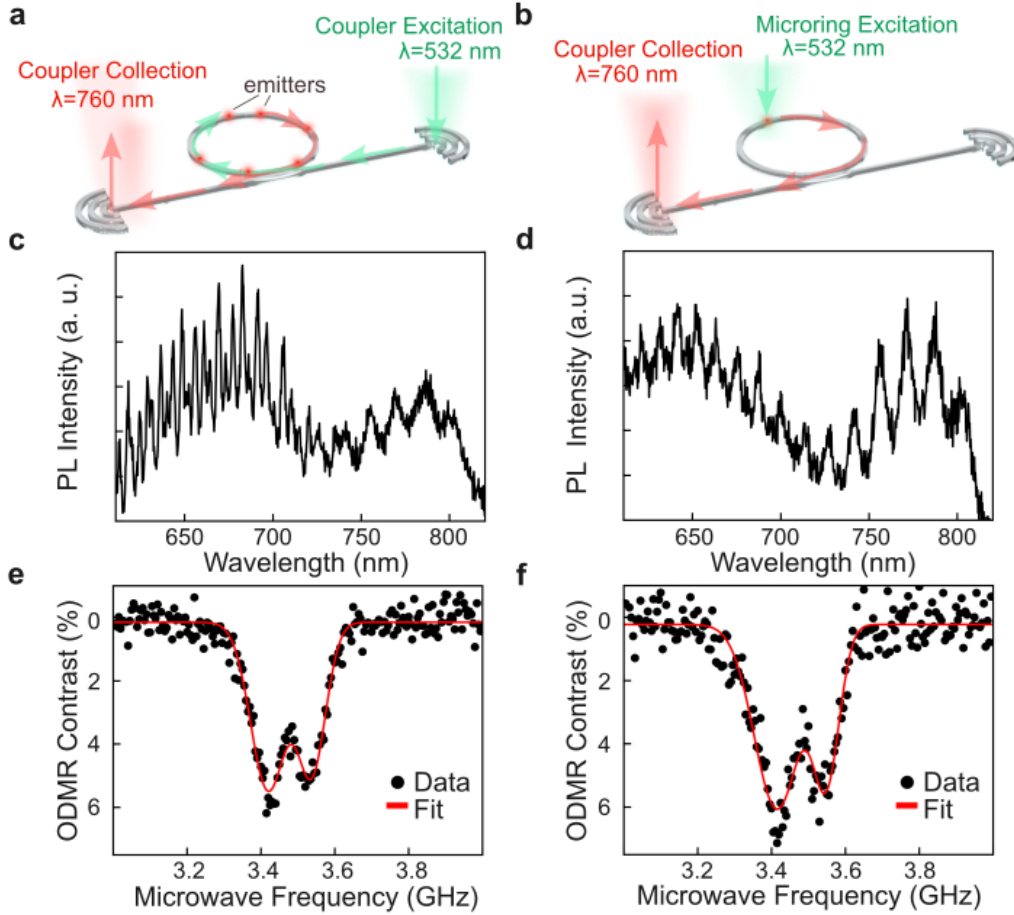 a
Coupler Excitation
λ=532 nm
Coupler Collection
λ=760 nm
emitters
b
Microring Excitation
λ=532 nm
Coupler Collection
λ=760 nm
c
PL Intensity (a. u.)
650 700 750 800
Wavelength (nm)
d
PL Intensity (a.u.)
650 700 750 800
Wavelength (nm)
e
ODMR Contrast (%)
0
2
4
6
Data
Fit
3.2 3.4 3.6 3.8
Microwave Frequency (GHz)
f
ODMR Contrast (%)
0
2
4
6
Data
Fit
3.2 3.4 3.6 3.8
Microwave Frequency (GHz)